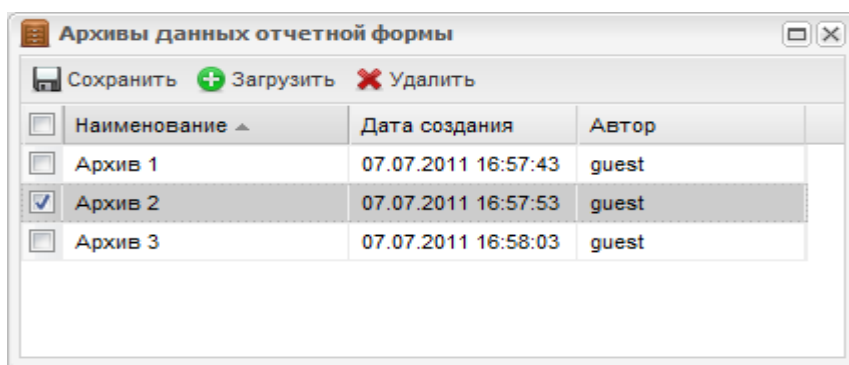 Архивы данных отчетной формы
Сохранить Загрузить Удалить
Наименование Дата создания Автор
Архив 1 07.07.2011 16:57:43 guest
Архив 2 07.07.2011 16:57:53 guest
Архив 3 07.07.2011 16:58:03 guest